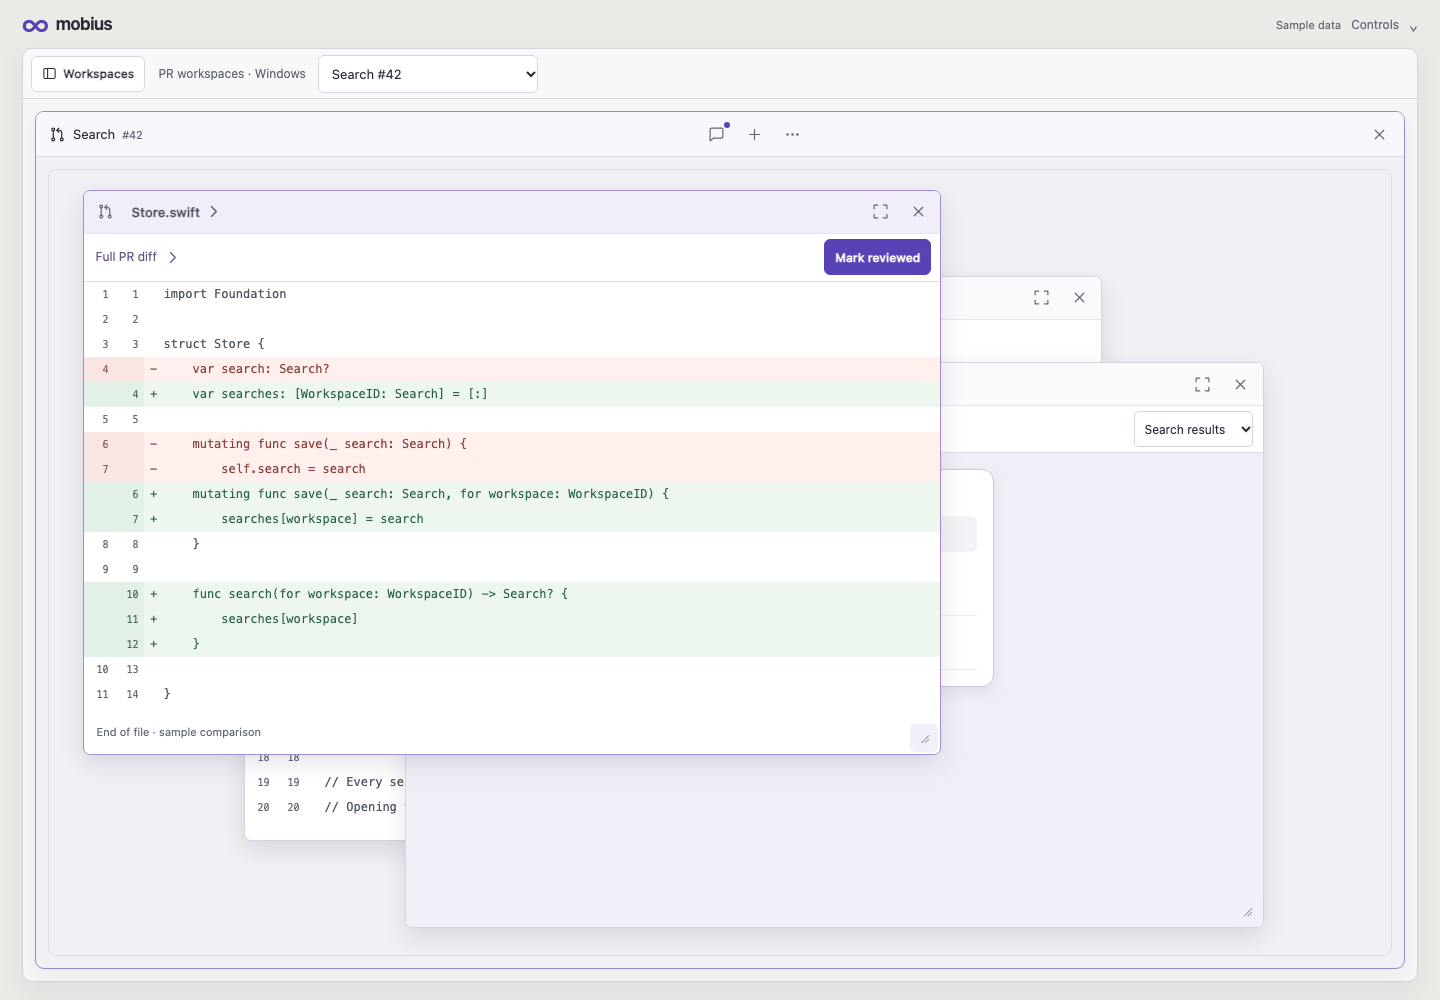 mobius
Sample data Controls
Workspaces PR workspaces · Windows Search #42
Search #42
Store.swift
Full PR diff Mark reviewed
1 1 import Foundation
2 2
3 3 struct Store {
4 − var search: Search?
4 + var searches: [WorkspaceID: Search] = [:]
5 5
6 − mutating func save(_ search: Search) {
7 − self.search = search
6 + mutating func save(_ search: Search, for workspace: WorkspaceID) {
7 + searches[workspace] = search
8 8 }
9 9
10 + func search(for workspace: WorkspaceID) −> Search? {
11 + searches[workspace]
12 + }
10 13
11 14 }
End of file · sample comparison
Search results
18 18
19 19 // Every se
20 20 // Opening